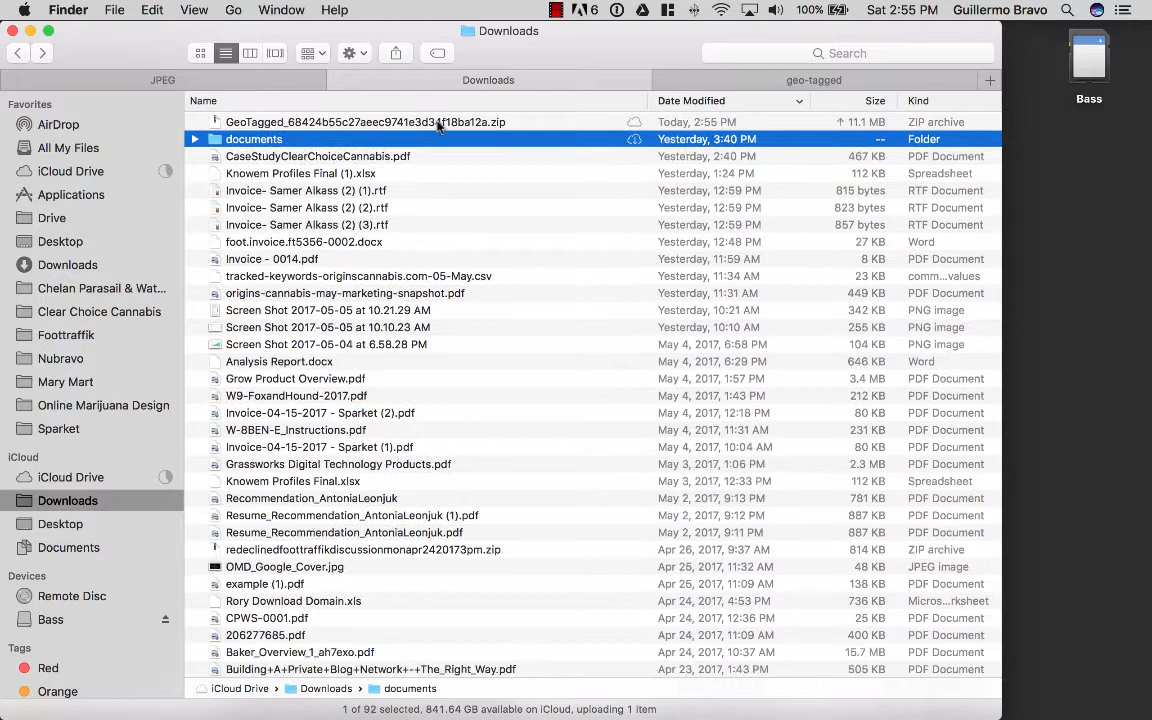 Finder File Edit View Go Window Help 6 100% Sat 2:55 PM Guillermo Bravo
Downloads
Search
JPEG Downloads geo-tagged
Favorites
AirDrop
All My Files
iCloud Drive
Applications
Drive
Desktop
Downloads
Chelan Parasail & Wat...
Clear Choice Cannabis
Foottraffik
Nubravo
Mary Mart
Online Marijuana Design
Sparket
iCloud
iCloud Drive
Downloads
Desktop
Documents
Devices
Remote Disc
Bass
Tags
Red
Orange
Name Date Modified Size Kind
GeoTagged_68424b55c27aeec9741e3d34f18ba12a.zip Today, 2:55 PM ↑ 11.1 MB ZIP archive
documents Yesterday, 3:40 PM -- Folder
CaseStudyClearChoiceCannabis.pdf Yesterday, 2:40 PM 467 KB PDF Document
Knowem Profiles Final (1).xlsx Yesterday, 1:24 PM 112 KB Spreadsheet
Invoice- Samer Alkass (2) (1).rtf Yesterday, 12:59 PM 815 bytes RTF Document
Invoice- Samer Alkass (2) (2).rtf Yesterday, 12:59 PM 823 bytes RTF Document
Invoice- Samer Alkass (2) (3).rtf Yesterday, 12:59 PM 857 bytes RTF Document
foot.invoice.ft5356-0002.docx Yesterday, 12:48 PM 27 KB Word
Invoice - 0014.pdf Yesterday, 11:59 AM 8 KB PDF Document
tracked-keywords-originscannabis.com-05-May.csv Yesterday, 11:34 AM 23 KB comm...values
origins-cannabis-may-marketing-snapshot.pdf Yesterday, 11:31 AM 449 KB PDF Document
Screen Shot 2017-05-05 at 10.21.29 AM Yesterday, 10:21 AM 342 KB PNG image
Screen Shot 2017-05-05 at 10.10.23 AM Yesterday, 10:10 AM 255 KB PNG image
Screen Shot 2017-05-04 at 6.58.28 PM May 4, 2017, 6:58 PM 104 KB PNG image
Analysis Report.docx May 4, 2017, 6:29 PM 646 KB Word
Grow Product Overview.pdf May 4, 2017, 1:57 PM 3.4 MB PDF Document
W9-FoxandHound-2017.pdf May 4, 2017, 1:43 PM 212 KB PDF Document
Invoice-04-15-2017 - Sparket (2).pdf May 4, 2017, 12:18 PM 80 KB PDF Document
W-8BEN-E_Instructions.pdf May 4, 2017, 11:31 AM 231 KB PDF Document
Invoice-04-15-2017 - Sparket (1).pdf May 4, 2017, 10:04 AM 80 KB PDF Document
Grassworks Digital Technology Products.pdf May 3, 2017, 1:06 PM 2.3 MB PDF Document
Knowem Profiles Final.xlsx May 3, 2017, 12:33 PM 112 KB Spreadsheet
Recommendation_AntoniaLeonjuk May 2, 2017, 9:13 PM 781 KB PDF Document
Resume_Recommendation_AntoniaLeonjuk (1).pdf May 2, 2017, 9:12 PM 887 KB PDF Document
Resume_Recommendation_AntoniaLeonjuk.pdf May 2, 2017, 9:11 PM 887 KB PDF Document
redeclinedfoottraffikdiscussionmonapr2420173pm.zip Apr 26, 2017, 9:37 AM 814 KB ZIP archive
OMD_Google_Cover.jpg Apr 25, 2017, 11:32 AM 48 KB JPEG image
example (1).pdf Apr 25, 2017, 11:09 AM 138 KB PDF Document
Rory Download Domain.xls Apr 24, 2017, 4:53 PM 736 KB Micros...rksheet
CPWS-0001.pdf Apr 24, 2017, 12:36 PM 25 KB PDF Document
206277685.pdf Apr 24, 2017, 11:09 AM 400 KB PDF Document
Baker_Overview_1_ah7exo.pdf Apr 24, 2017, 10:37 AM 15.7 MB PDF Document
Building+A+Private+Blog+Network+-+The_Right_Way.pdf Apr 23, 2017, 1:43 PM 505 KB PDF Document
iCloud Drive › Downloads › documents
1 of 92 selected, 841.64 GB available on iCloud, uploading 1 item
Bass